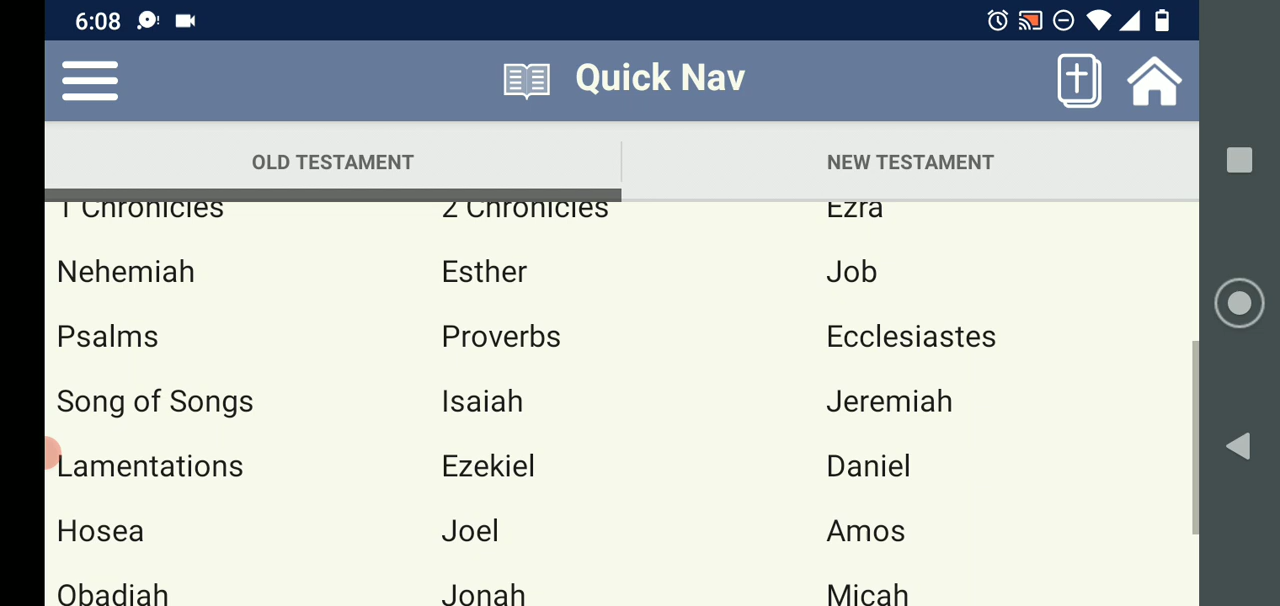 6:08
Quick Nav
OLD TESTAMENT NEW TESTAMENT
1 Chronicles 2 Chronicles Ezra
Nehemiah Esther Job
Psalms Proverbs Ecclesiastes
Song of Songs Isaiah Jeremiah
Lamentations Ezekiel Daniel
Hosea Joel Amos
Obadiah Jonah Micah